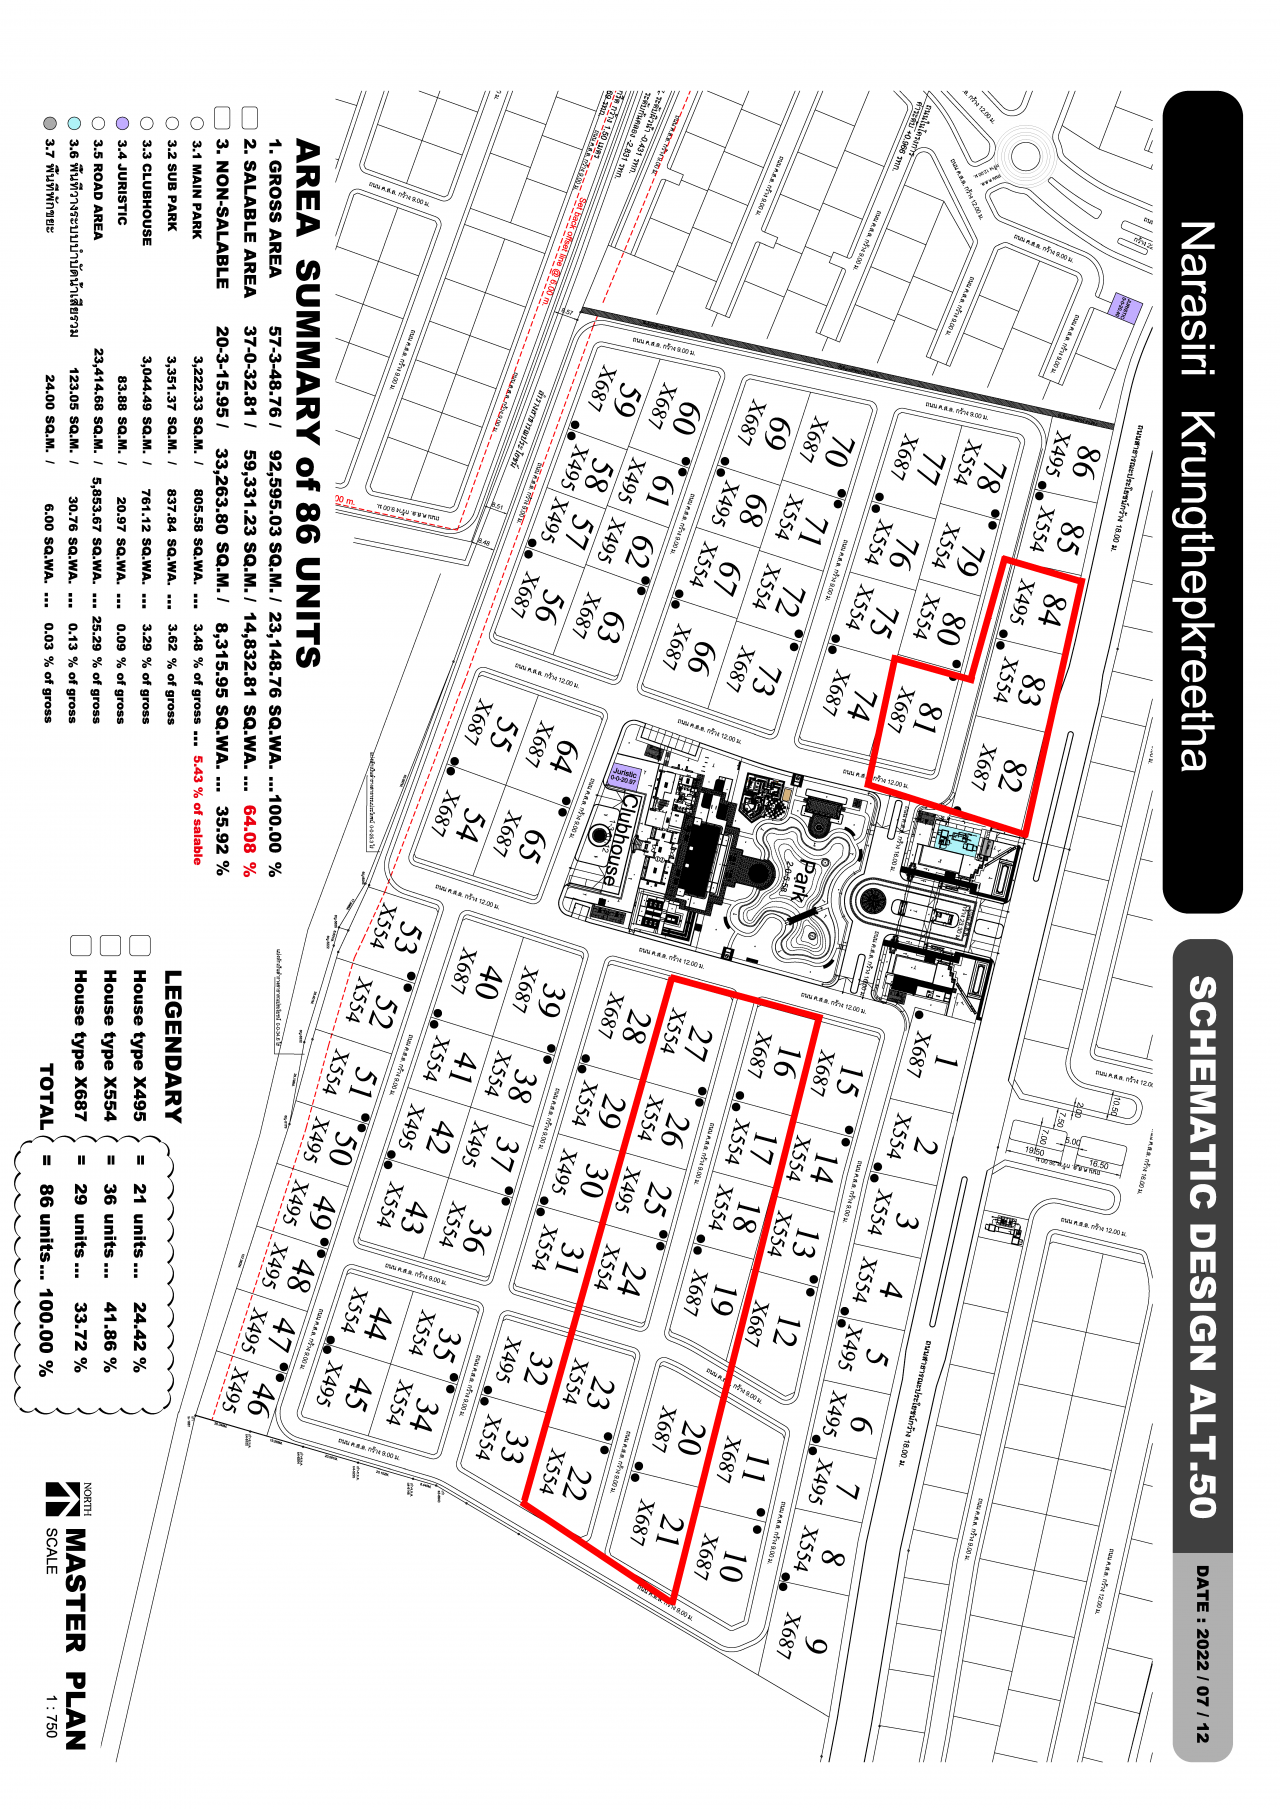 Narasiri Krungthepkreetha
SCHEMATIC DESIGN ALT.50
DATE : 2022 / 07 / 12
AREA SUMMARY of 86 UNITS
1. GROSS AREA 57-3-48.76 / 92,595.03 SQ.M. / 23,148.76 SQ.WA. ...100.00 %
2. SALABLE AREA 37-0-32.81 / 59,331.23 SQ.M. / 14,832.81 SQ.WA. ... 64.08 %
3. NON-SALABLE 20-3-15.95 / 33,263.80 SQ.M. / 8,315.95 SQ.WA. ... 35.92 %
3.1 MAIN PARK 3,222.33 SQ.M. / 805.58 SQ.WA. ... 3.48 % of gross ... 5.43 % of salable
3.2 SUB PARK 3,351.37 SQ.M. / 837.84 SQ.WA. ... 3.62 % of gross
3.3 CLUBHOUSE 3,044.49 SQ.M. / 761.12 SQ.WA. ... 3.29 % of gross
3.4 JURISTIC 83.88 SQ.M. / 20.97 SQ.WA. ... 0.09 % of gross
3.5 ROAD AREA 23,414.68 SQ.M. / 5,853.67 SQ.WA. ... 25.29 % of gross
3.6 พื้นที่วางระบบบำบัดน้ำเสียรวม 123.05 SQ.M. / 30.76 SQ.WA. ... 0.13 % of gross
3.7 พื้นที่พักขยะ 24.00 SQ.M. / 6.00 SQ.WA. ... 0.03 % of gross
LEGENDARY
House type X495 = 21 units ... 24.42 %
House type X554 = 36 units ... 41.86 %
House type X687 = 29 units ... 33.72 %
TOTAL = 86 units... 100.00 %
NORTH
MASTER PLAN
SCALE 1 : 750
ถนนสาธารณะประโยชน์กว้าง 18.00 ม.
ถนน ค.ส.ล. กว้าง 9.00 ม.
ถนน ค.ส.ล. กว้าง 12.00 ม.
Set back offset line @ 6.00 m.
86
X495
85
X554
84
X495
83
X554
82
X687
78
X554
79
X554
80
X554
81
X687
77
X687
76
X554
75
X554
74
X687
70
X687
71
X554
72
X554
73
X687
69
X687
68
X495
67
X554
66
X687
60
X687
61
X495
62
X495
63
X687
59
X687
58
X495
57
X495
56
X687
64
X687
65
X687
55
X687
54
X687
Juristic
0-0-20.97
Clubhouse
Park
2-0-5.58
1
X687
2
X554
3
X554
4
X554
5
X495
6
X495
7
X495
8
X554
9
X687
15
X687
14
X554
13
X554
12
X687
11
X687
10
X687
16
X687
17
X554
18
X554
19
X687
20
X687
21
X687
27
X554
26
X554
25
X495
24
X554
23
X554
22
X554
28
X687
29
X554
30
X495
31
X554
32
X495
33
X554
39
X687
38
X554
37
X495
36
X554
35
X554
34
X554
40
X687
41
X554
42
X495
43
X554
44
X554
45
X495
53
X554
52
X554
51
X554
50
X495
49
X495
48
X495
47
X495
46
X495